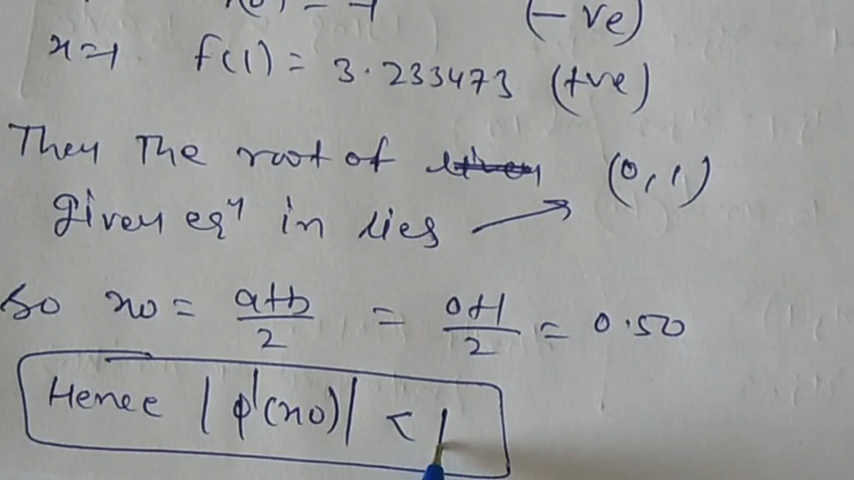 (-ve)
x=1 f(1) = 3.233473 (+ve)
Then The root of (0,1)
given eqn in lies →
So x0 = a+b/2 = 0+1/2 = 0.50
Hence |φ'(x0)| < 1